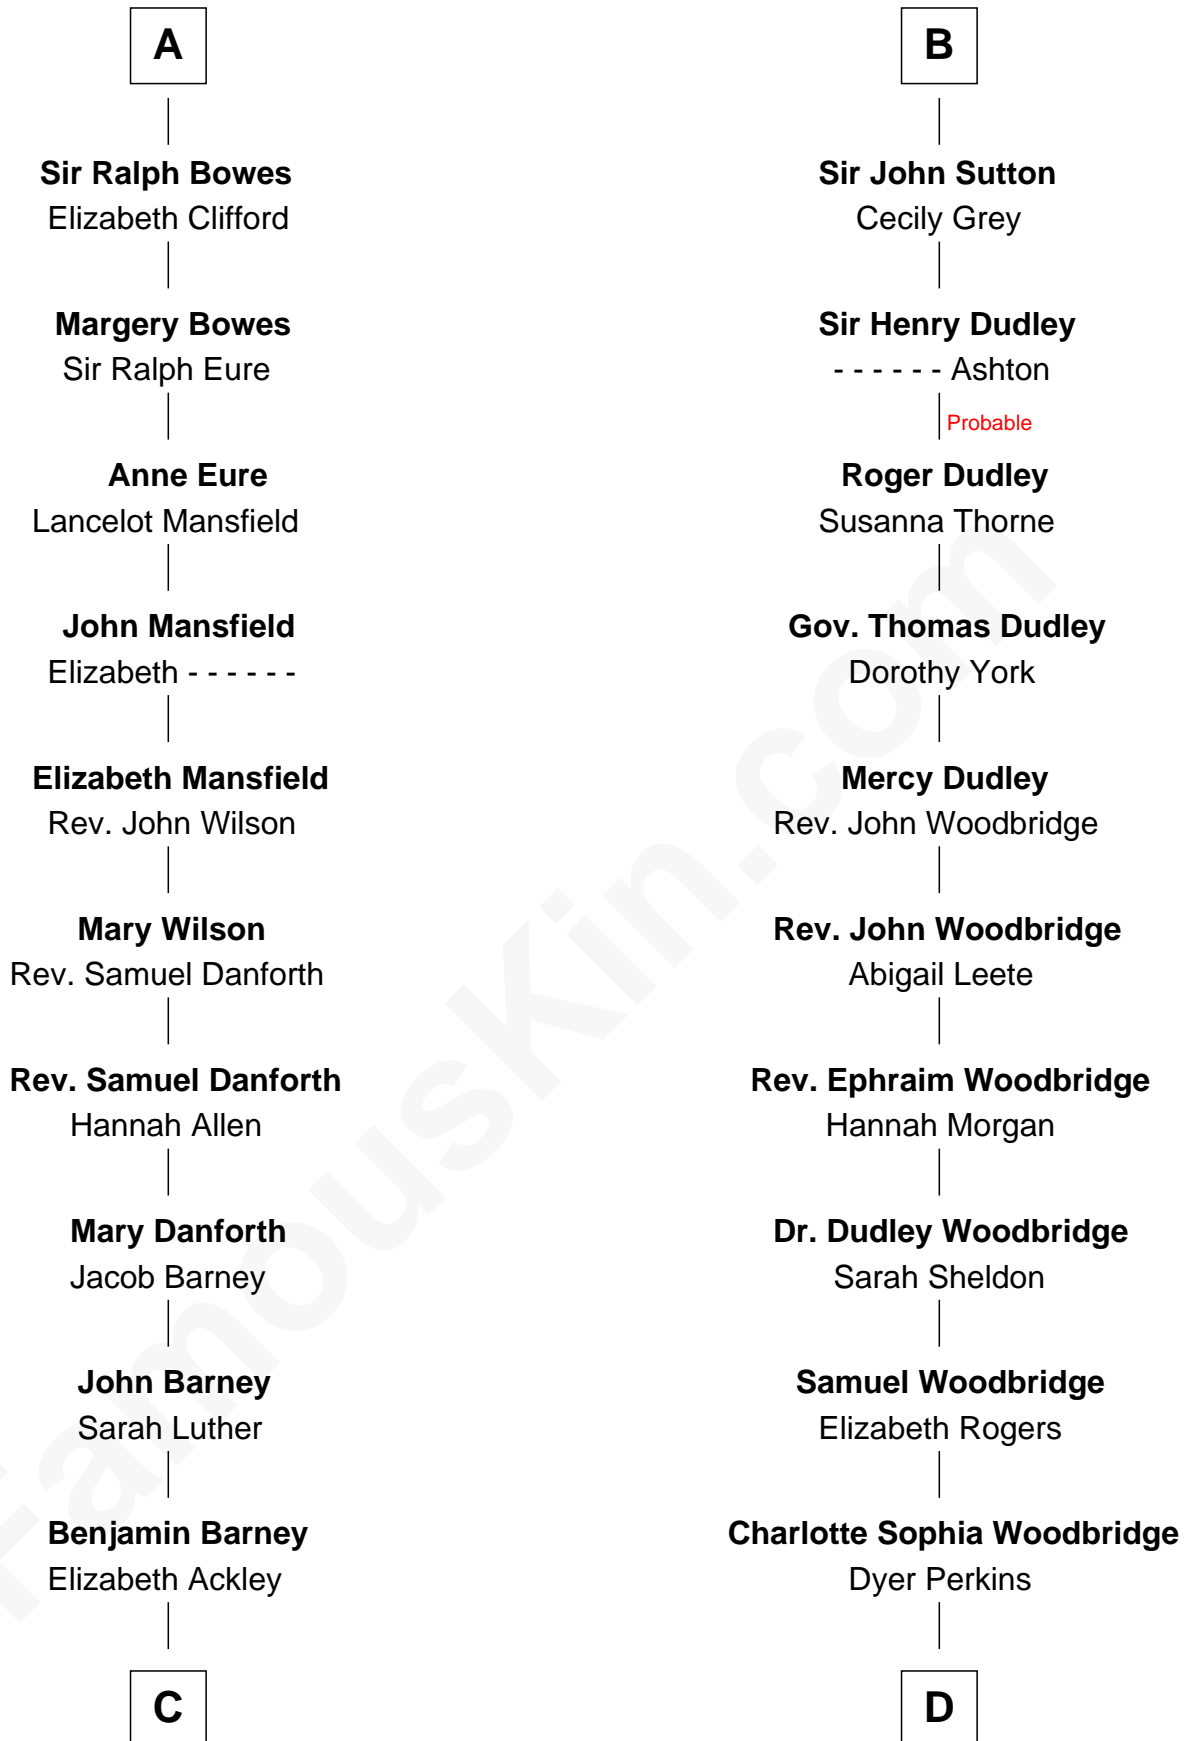 A
Sir Ralph Bowes
Elizabeth Clifford
Margery Bowes
Sir Ralph Eure
Anne Eure
Lancelot Mansfield
John Mansfield
Elizabeth - - - - - -
Elizabeth Mansfield
Rev. John Wilson
Mary Wilson
Rev. Samuel Danforth
Rev. Samuel Danforth
Hannah Allen
Mary Danforth
Jacob Barney
John Barney
Sarah Luther
Benjamin Barney
Elizabeth Ackley
C
B
Sir John Sutton
Cecily Grey
Sir Henry Dudley
- - - - - - Ashton
Probable
Roger Dudley
Susanna Thorne
Gov. Thomas Dudley
Dorothy York
Mercy Dudley
Rev. John Woodbridge
Rev. John Woodbridge
Abigail Leete
Rev. Ephraim Woodbridge
Hannah Morgan
Dr. Dudley Woodbridge
Sarah Sheldon
Samuel Woodbridge
Elizabeth Rogers
Charlotte Sophia Woodbridge
Dyer Perkins
D
FamousKin.com